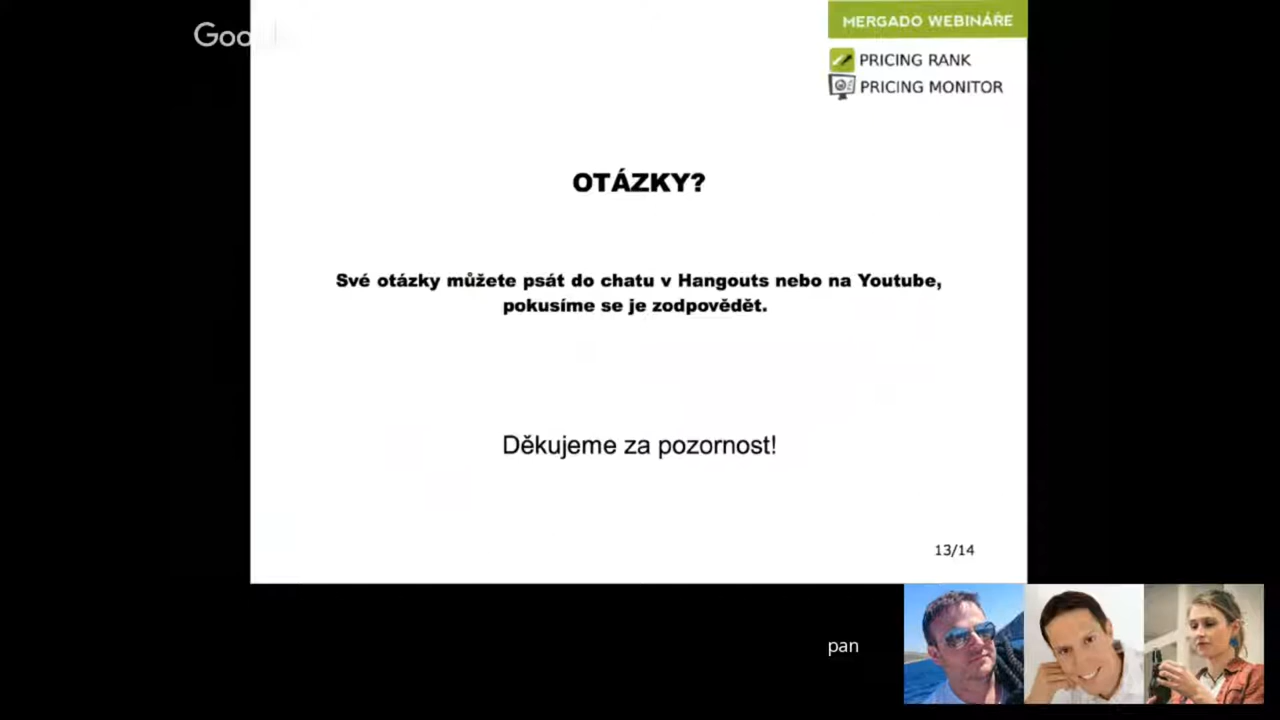 MERGADO WEBINÁŘE
PRICING RANK
PRICING MONITOR
OTÁZKY?
Své otázky můžete psát do chatu v Hangouts nebo na Youtube,
pokusíme se je zodpovědět.
Děkujeme za pozornost!
13/14
pan